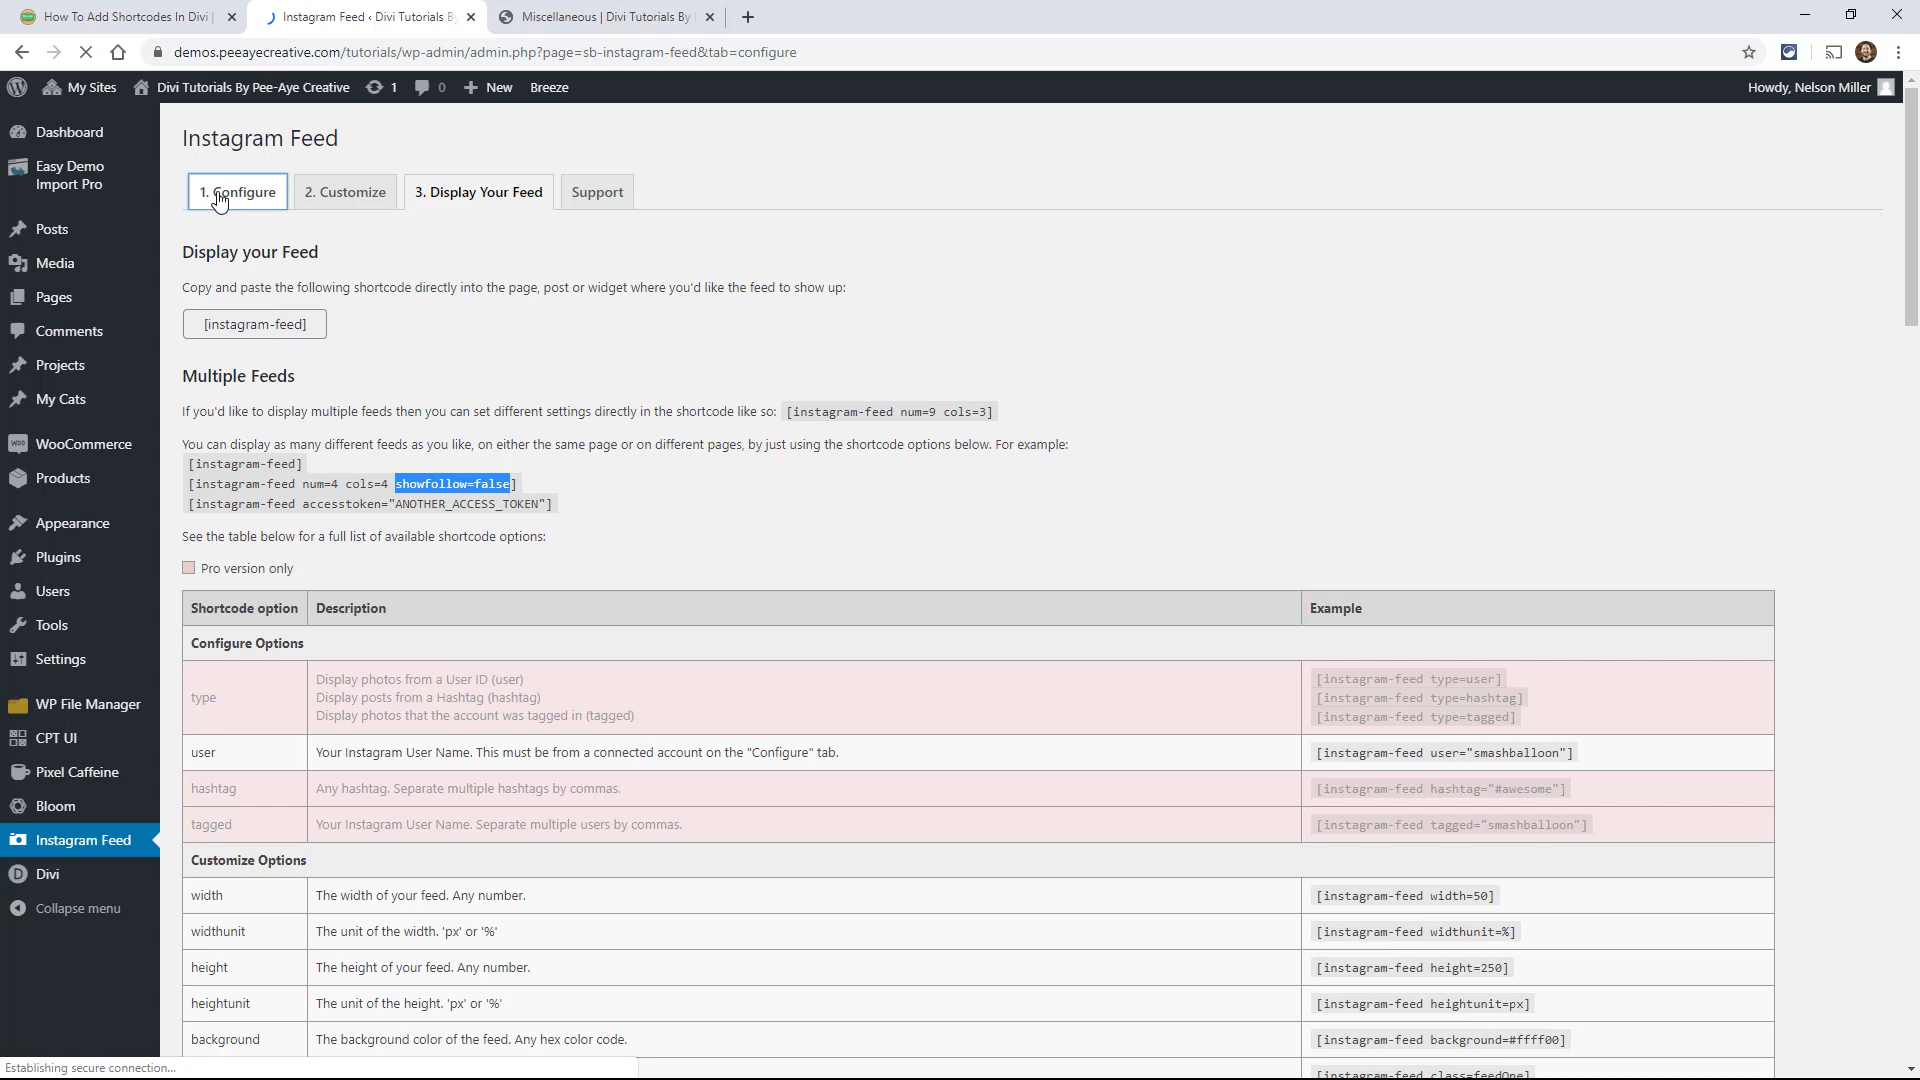 How To Add Shortcodes In Divi |
Instagram Feed ‹ Divi Tutorials By
Miscellaneous | Divi Tutorials By
demos.peeayecreative.com/tutorials/wp-admin/admin.php?page=sb-instagram-feed&tab=configure
My Sites
Divi Tutorials By Pee-Aye Creative
1
0
New
Breeze
Howdy, Nelson Miller
Dashboard
Easy Demo
Import Pro
Posts
Media
Pages
Comments
Projects
My Cats
WooCommerce
Products
Appearance
Plugins
Users
Tools
Settings
WP File Manager
CPT UI
Pixel Caffeine
Bloom
Instagram Feed
Divi
Collapse menu
Instagram Feed
1. Configure
2. Customize
3. Display Your Feed
Support
Display your Feed
Copy and paste the following shortcode directly into the page, post or widget where you'd like the feed to show up:
[instagram-feed]
Multiple Feeds
If you'd like to display multiple feeds then you can set different settings directly in the shortcode like so: [instagram-feed num=9 cols=3]
You can display as many different feeds as you like, on either the same page or on different pages, by just using the shortcode options below. For example:
[instagram-feed]
[instagram-feed num=4 cols=4 showfollow=false]
[instagram-feed accesstoken="ANOTHER_ACCESS_TOKEN"]
See the table below for a full list of available shortcode options:
Pro version only
Shortcode option Description Example
Configure Options
type
Display photos from a User ID (user)
Display posts from a Hashtag (hashtag)
Display photos that the account was tagged in (tagged)
[instagram-feed type=user]
[instagram-feed type=hashtag]
[instagram-feed type=tagged]
user Your Instagram User Name. This must be from a connected account on the "Configure" tab. [instagram-feed user="smashballoon"]
hashtag Any hashtag. Separate multiple hashtags by commas. [instagram-feed hashtag="#awesome"]
tagged Your Instagram User Name. Separate multiple users by commas. [instagram-feed tagged="smashballoon"]
Customize Options
width The width of your feed. Any number. [instagram-feed width=50]
widthunit The unit of the width. 'px' or '%' [instagram-feed widthunit=%]
height The height of your feed. Any number. [instagram-feed height=250]
heightunit The unit of the height. 'px' or '%' [instagram-feed heightunit=px]
background The background color of the feed. Any hex color code. [instagram-feed background=#ffff00]
[instagram-feed class=feedOne]
Establishing secure connection...